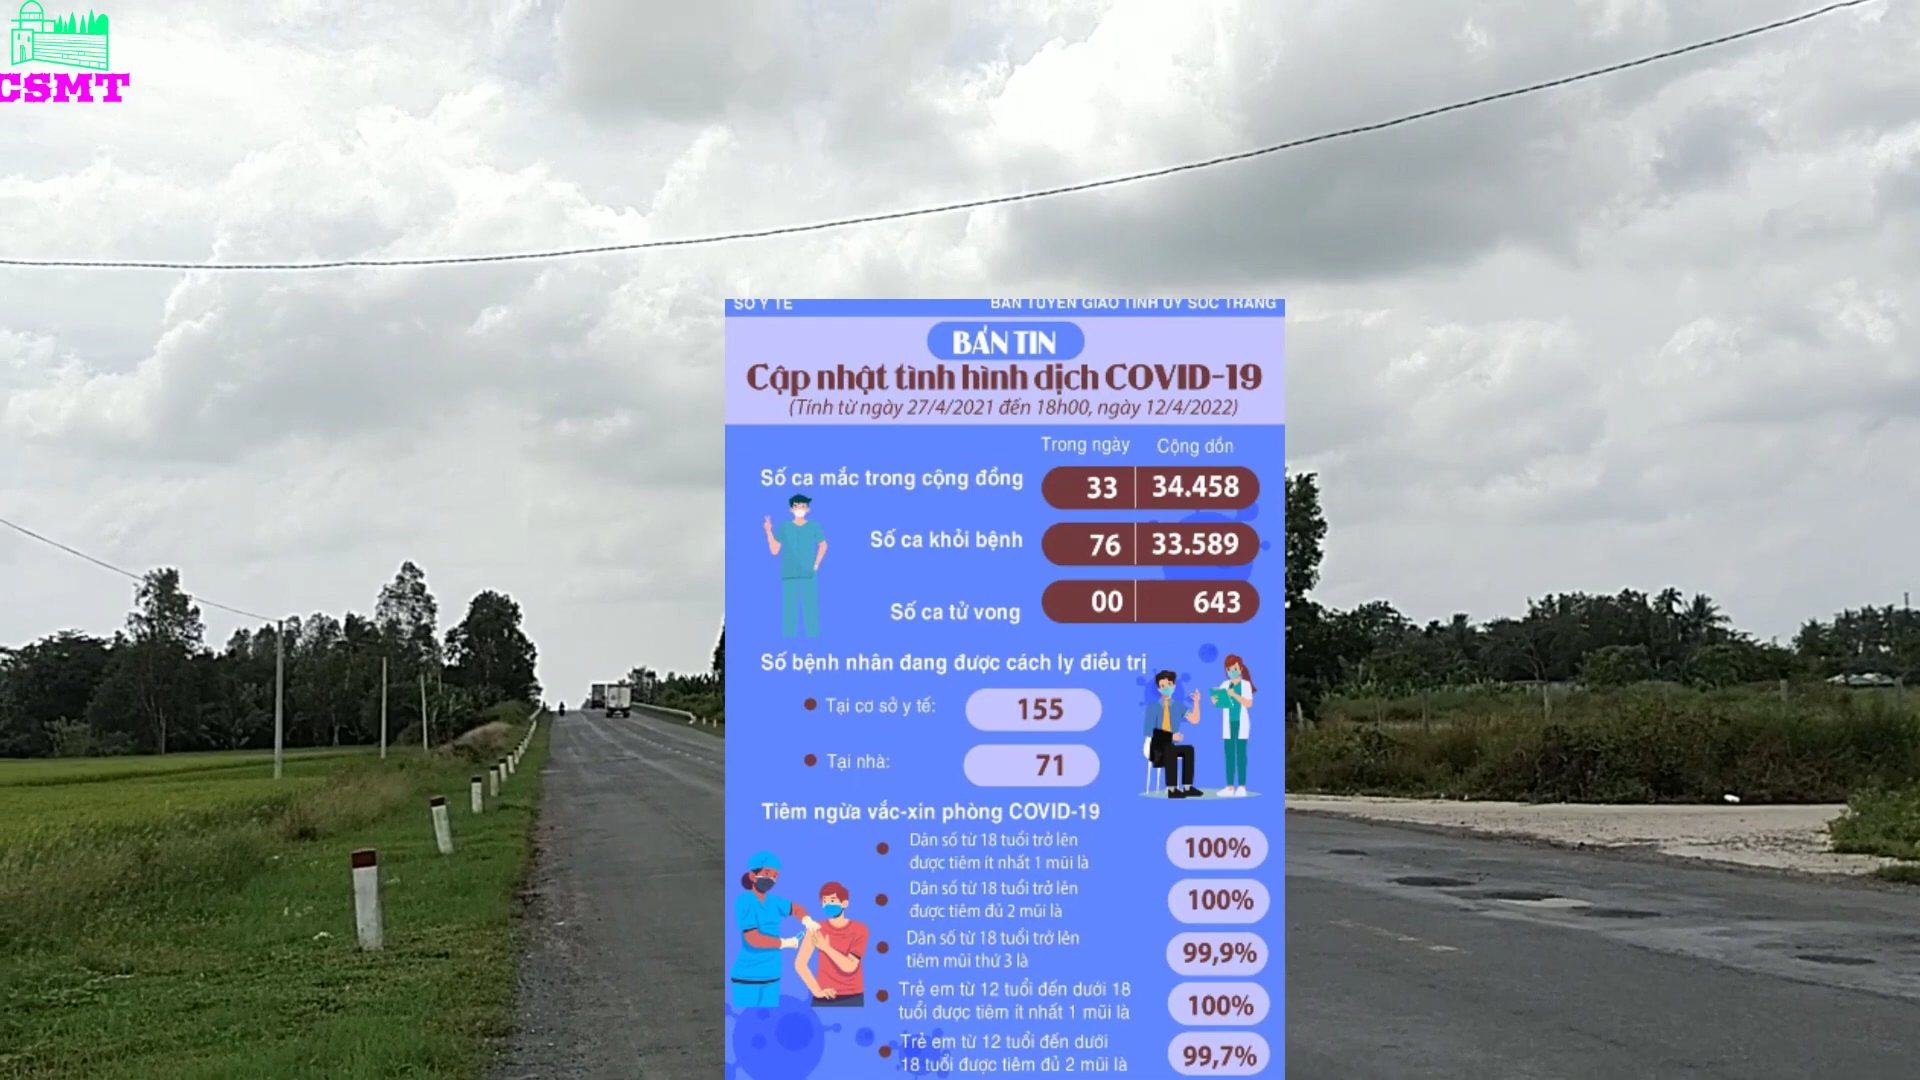 CSMT
SỞ Y TẾ
BAN TUYÊN GIÁO TỈNH ỦY SÓC TRĂNG
BẢN TIN
Cập nhật tình hình dịch COVID-19
(Tính từ ngày 27/4/2021 đến 18h00, ngày 12/4/2022)
Trong ngày Cộng dồn
Số ca mắc trong cộng đồng 33 34.458
Số ca khỏi bệnh 76 33.589
Số ca tử vong 00 643
Số bệnh nhân đang được cách ly điều trị
Tại cơ sở y tế: 155
Tại nhà: 71
Tiêm ngừa vắc-xin phòng COVID-19
Dân số từ 18 tuổi trở lên
được tiêm ít nhất 1 mũi là 100%
Dân số từ 18 tuổi trở lên
được tiêm đủ 2 mũi là 100%
Dân số từ 18 tuổi trở lên
tiêm mũi thứ 3 là 99,9%
Trẻ em từ 12 tuổi đến dưới 18
tuổi được tiêm ít nhất 1 mũi là 100%
Trẻ em từ 12 tuổi đến dưới
18 tuổi được tiêm đủ 2 mũi là 99,7%